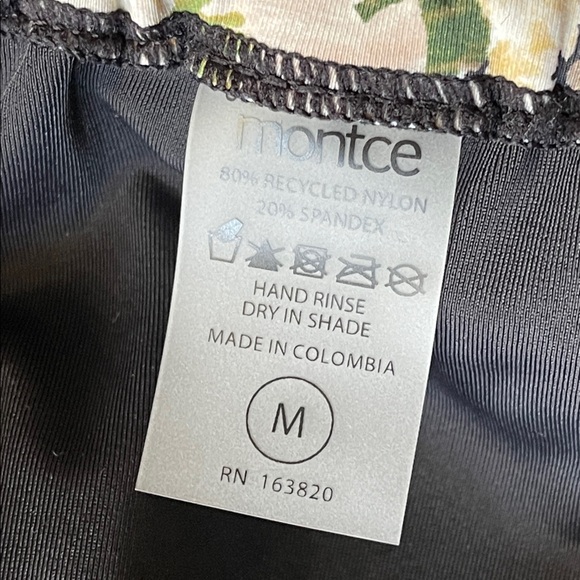 montce
80% RECYCLED NYLON
20% SPANDEX
HAND RINSE
DRY IN SHADE
MADE IN COLOMBIA
M
RN 163820